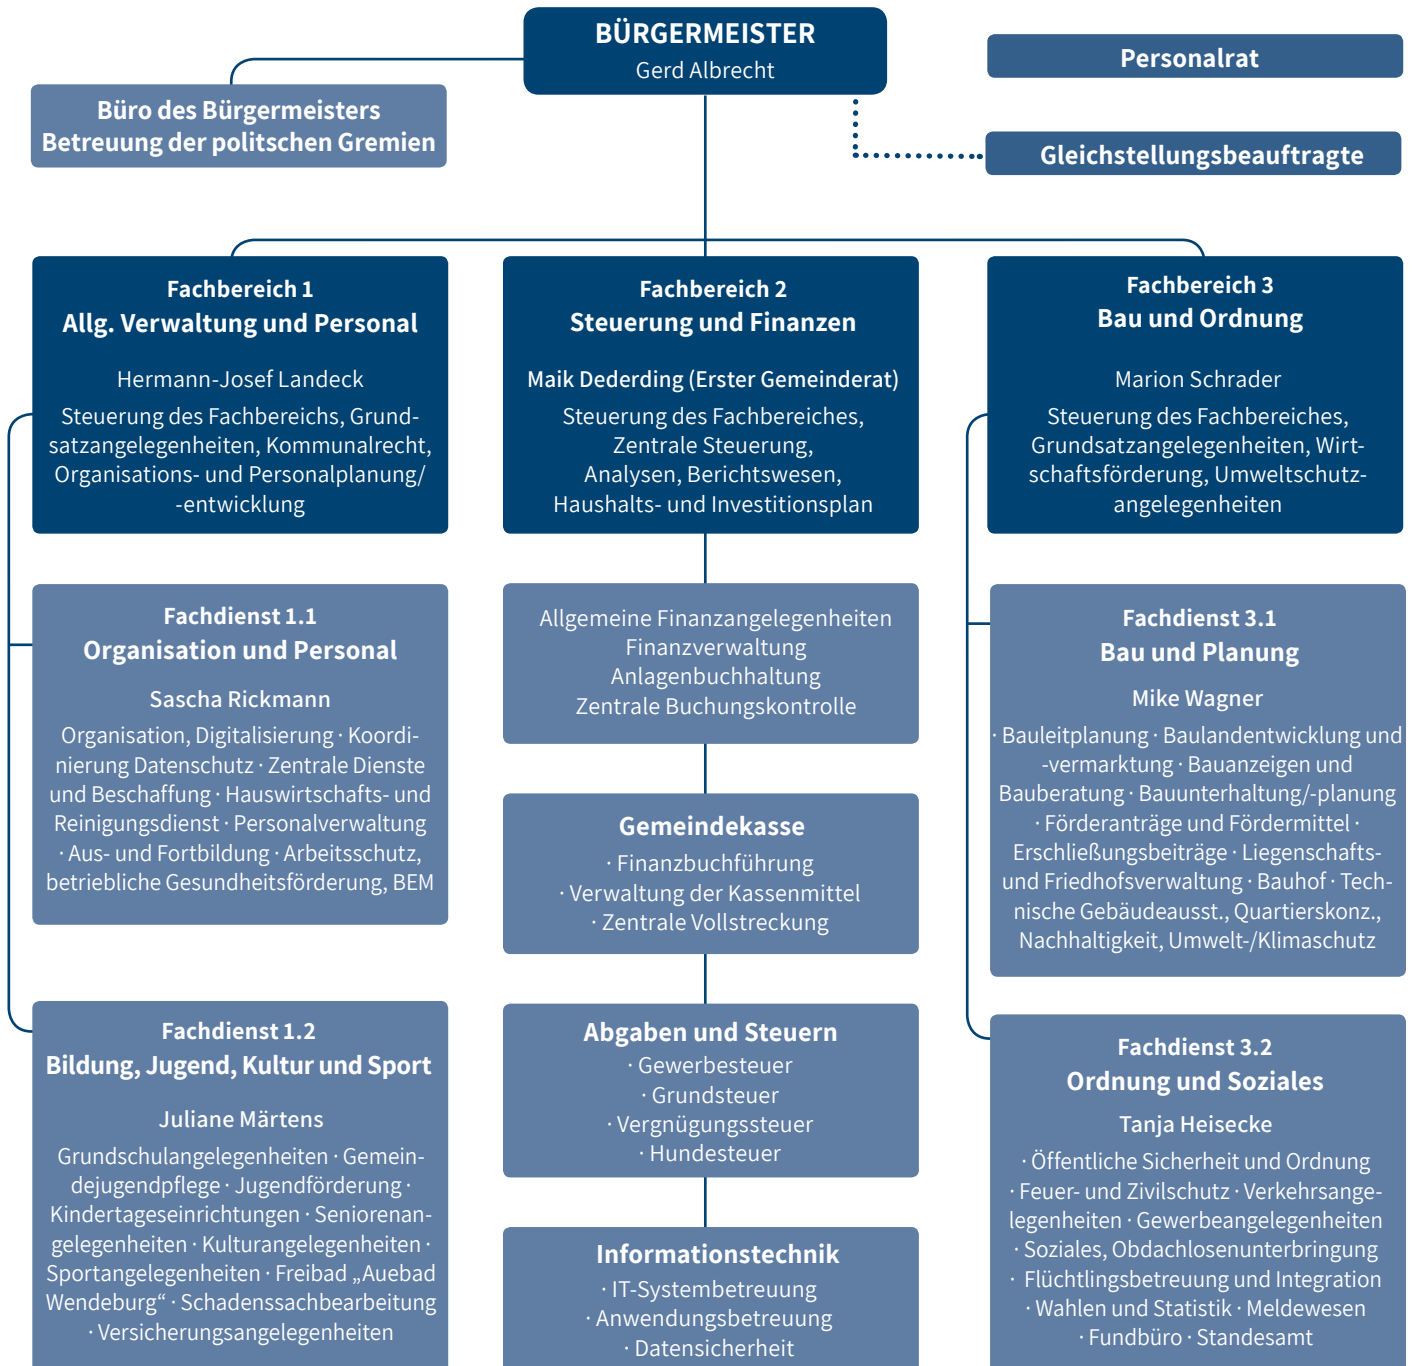 BÜRGERMEISTER
Gerd Albrecht
Personalrat
Büro des Bürgermeisters
Betreuung der politschen Gremien
Gleichstellungsbeauftragte
Fachbereich 1
Allg. Verwaltung und Personal
Hermann-Josef Landeck
Steuerung des Fachbereichs, Grund-
satzangelegenheiten, Kommunalrecht,
Organisations- und Personalplanung/
-entwicklung
Fachbereich 2
Steuerung und Finanzen
Maik Dederding (Erster Gemeinderat)
Steuerung des Fachbereiches,
Zentrale Steuerung,
Analysen, Berichtswesen,
Haushalts- und Investitionsplan
Fachbereich 3
Bau und Ordnung
Marion Schrader
Steuerung des Fachbereiches,
Grundsatzangelegenheiten, Wirt-
schaftsförderung, Umweltschutz-
angelegenheiten
Fachdienst 1.1
Organisation und Personal
Sascha Rickmann
Organisation, Digitalisierung · Koordi-
nierung Datenschutz · Zentrale Dienste
und Beschaffung · Hauswirtschafts- und
Reinigungsdienst · Personalverwaltung
· Aus- und Fortbildung · Arbeitsschutz,
betriebliche Gesundheitsförderung, BEM
Allgemeine Finanzangelegenheiten
Finanzverwaltung
Anlagenbuchhaltung
Zentrale Buchungskontrolle
Gemeindekasse
· Finanzbuchführung
· Verwaltung der Kassenmittel
· Zentrale Vollstreckung
Fachdienst 3.1
Bau und Planung
Mike Wagner
· Bauleitplanung · Baulandentwicklung und
-vermarktung · Bauanzeigen und
Bauberatung · Bauunterhaltung/-planung
· Förderanträge und Fördermittel ·
Erschließungsbeiträge · Liegenschafts-
und Friedhofsverwaltung · Bauhof · Tech-
nische Gebäudeausst., Quartierskonz.,
Nachhaltigkeit, Umwelt-/Klimaschutz
Fachdienst 1.2
Bildung, Jugend, Kultur und Sport
Juliane Märtens
Grundschulangelegenheiten · Gemein-
dejugendpflege · Jugendförderung ·
Kindertageseinrichtungen · Seniorenan-
gelegenheiten · Kulturangelegenheiten ·
Sportangelegenheiten · Freibad „Auebad
Wendeburg“ · Schadenssachbearbeitung
· Versicherungsangelegenheiten
Abgaben und Steuern
· Gewerbesteuer
· Grundsteuer
· Vergnügungssteuer
· Hundesteuer
Informationstechnik
· IT-Systembetreuung
· Anwendungsbetreuung
· Datensicherheit
Fachdienst 3.2
Ordnung und Soziales
Tanja Heisecke
· Öffentliche Sicherheit und Ordnung
· Feuer- und Zivilschutz · Verkehrsange-
legenheiten · Gewerbeangelegenheiten
· Soziales, Obdachlosenunterbringung
· Flüchtlingsbetreuung und Integration
· Wahlen und Statistik · Meldewesen
· Fundbüro · Standesamt